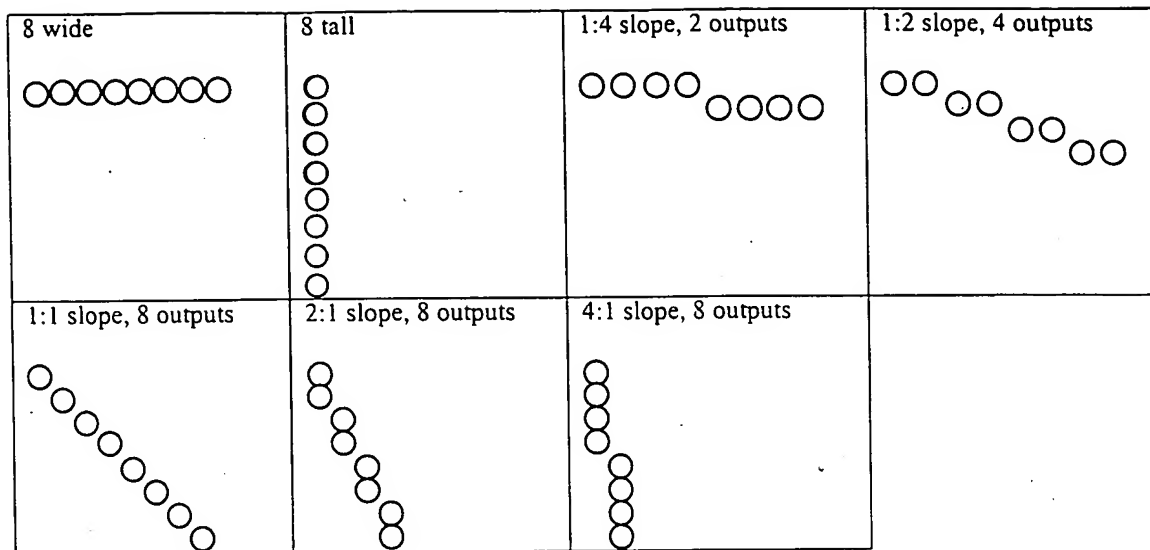 8 wide
8 tall
1:4 slope, 2 outputs
1:2 slope, 4 outputs
1:1 slope, 8 outputs
2:1 slope, 8 outputs
4:1 slope, 8 outputs